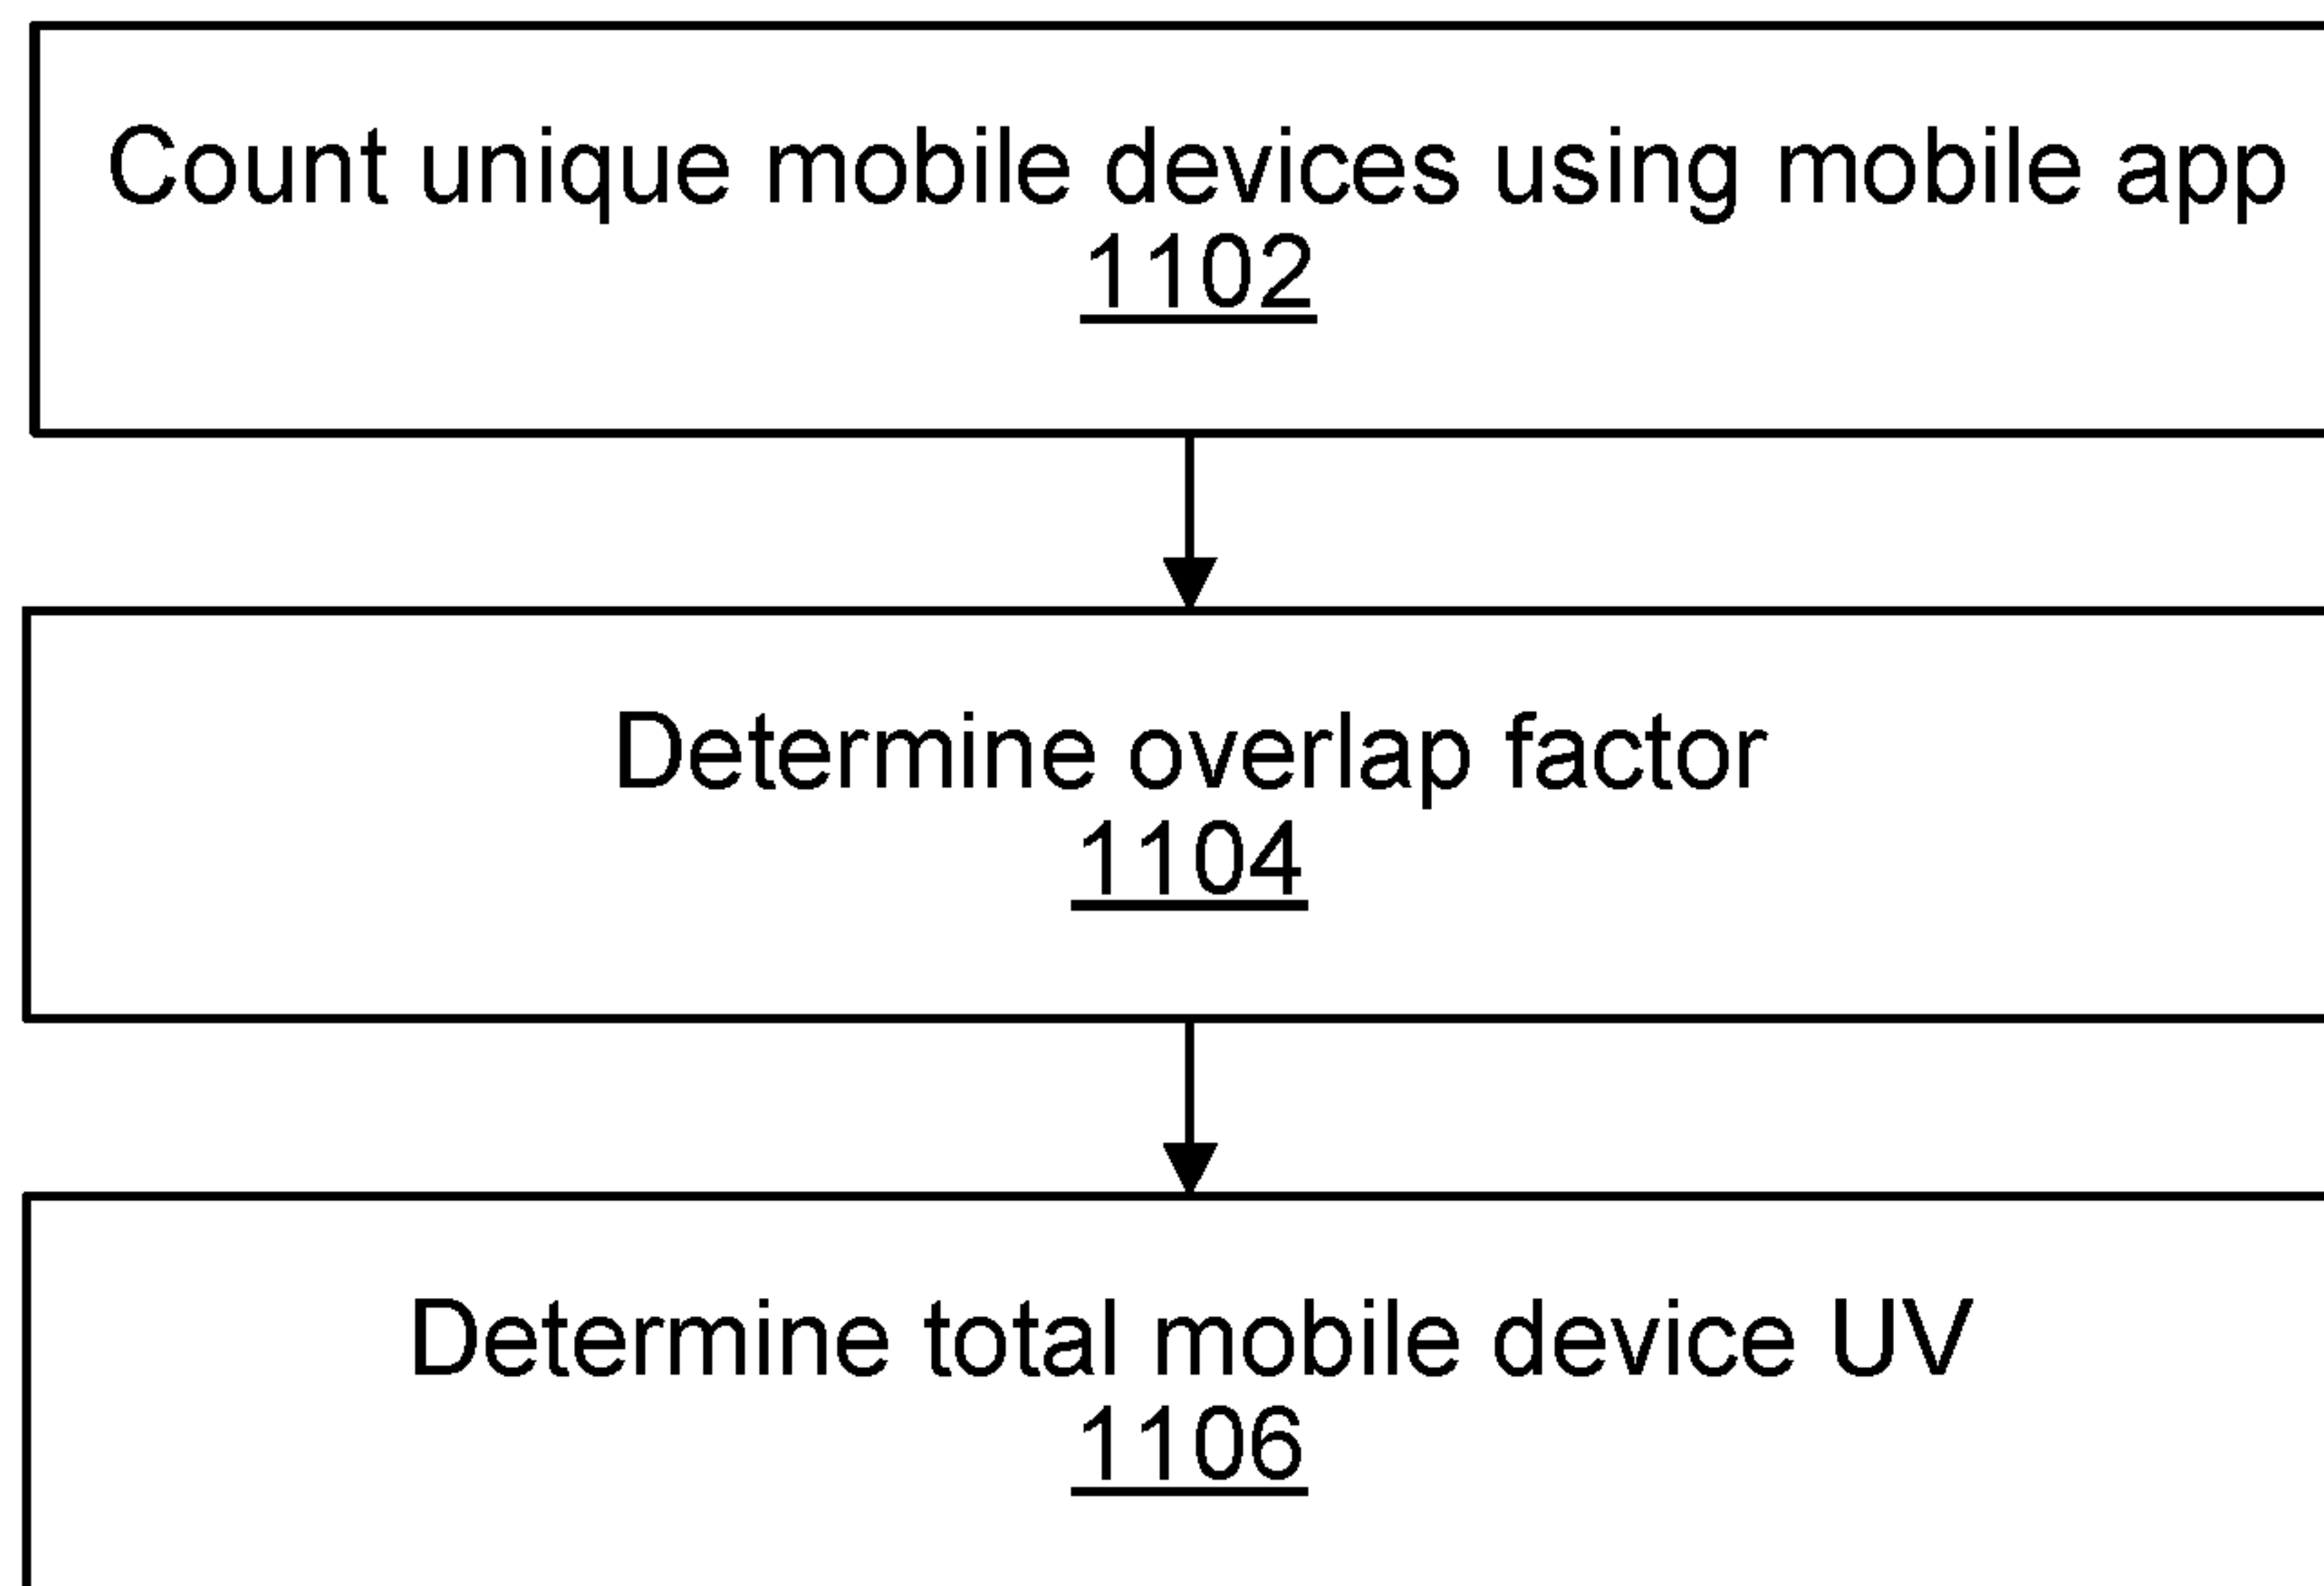 Count unique mobile devices using mobile app
1102
Determine overlap factor
1104
Determine total mobile device UV
1106